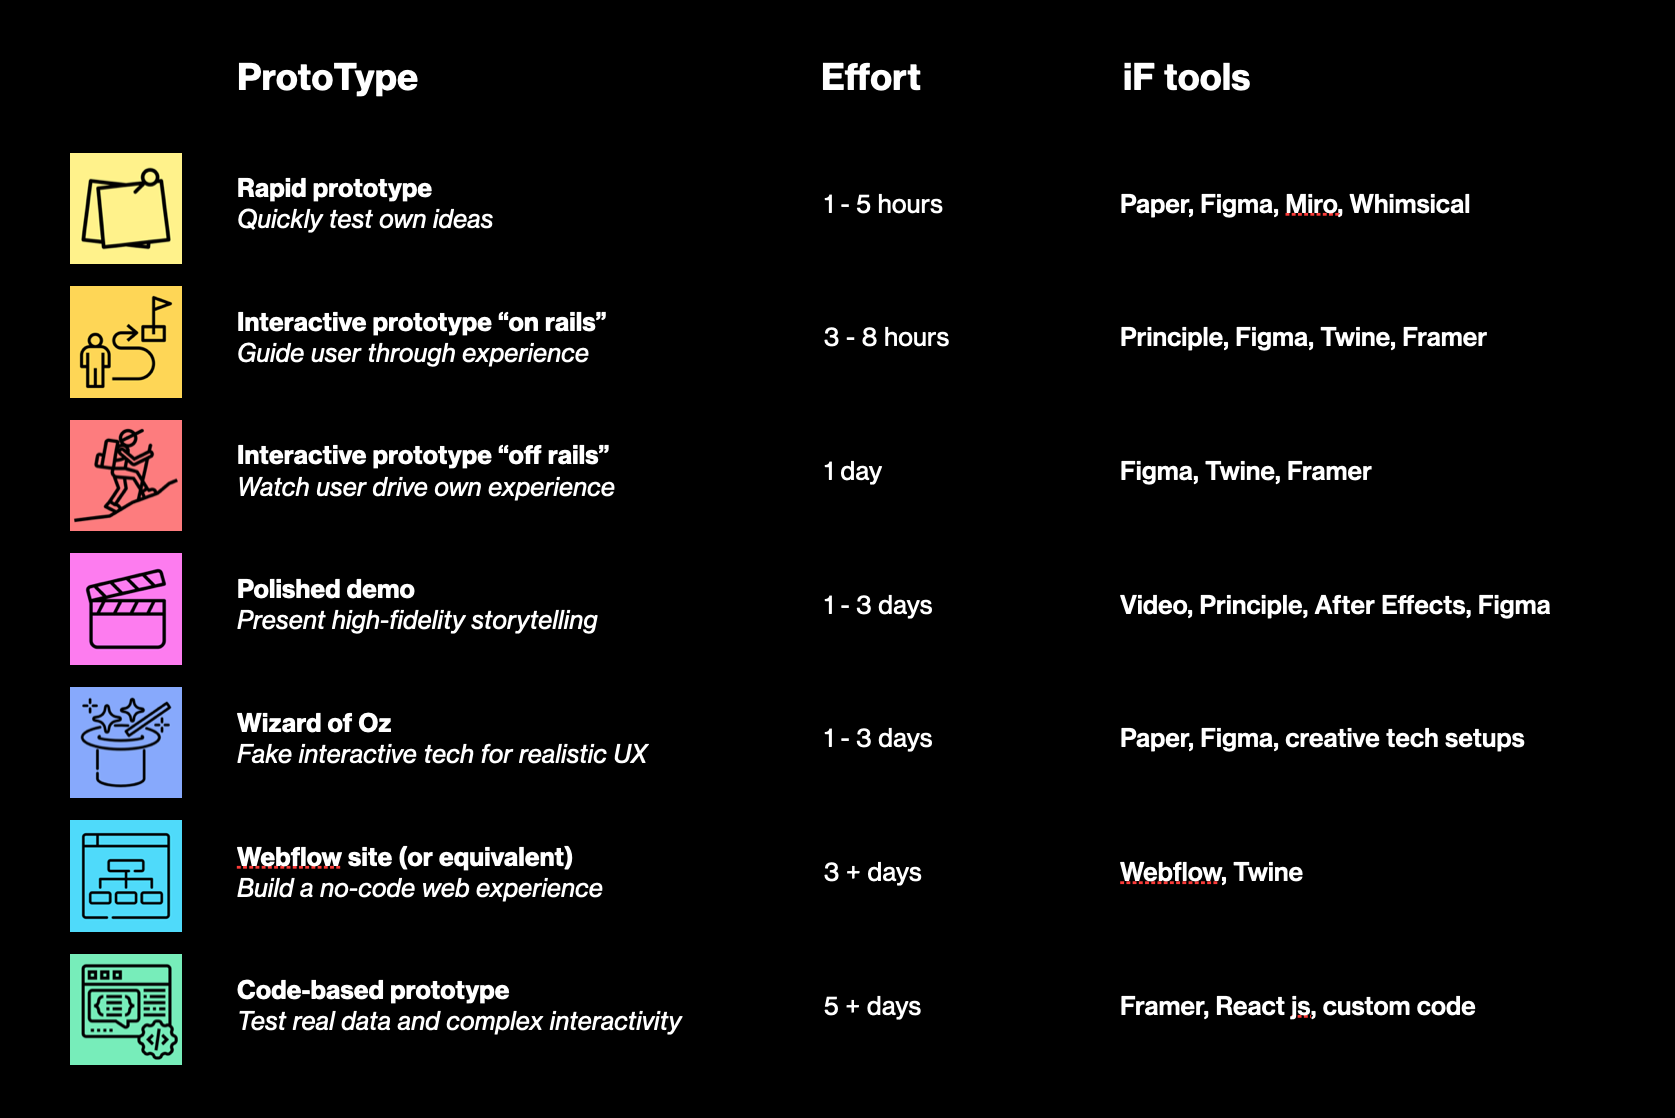 ProtoType Effort iF tools
Rapid prototype
Quickly test own ideas
1 - 5 hours
Paper, Figma, Miro, Whimsical
Interactive prototype “on rails”
Guide user through experience
3 - 8 hours
Principle, Figma, Twine, Framer
Interactive prototype “off rails”
Watch user drive own experience
1 day
Figma, Twine, Framer
Polished demo
Present high-fidelity storytelling
1 - 3 days
Video, Principle, After Effects, Figma
Wizard of Oz
Fake interactive tech for realistic UX
1 - 3 days
Paper, Figma, creative tech setups
Webflow site (or equivalent)
Build a no-code web experience
3 + days
Webflow, Twine
Code-based prototype
Test real data and complex interactivity
5 + days
Framer, React js, custom code